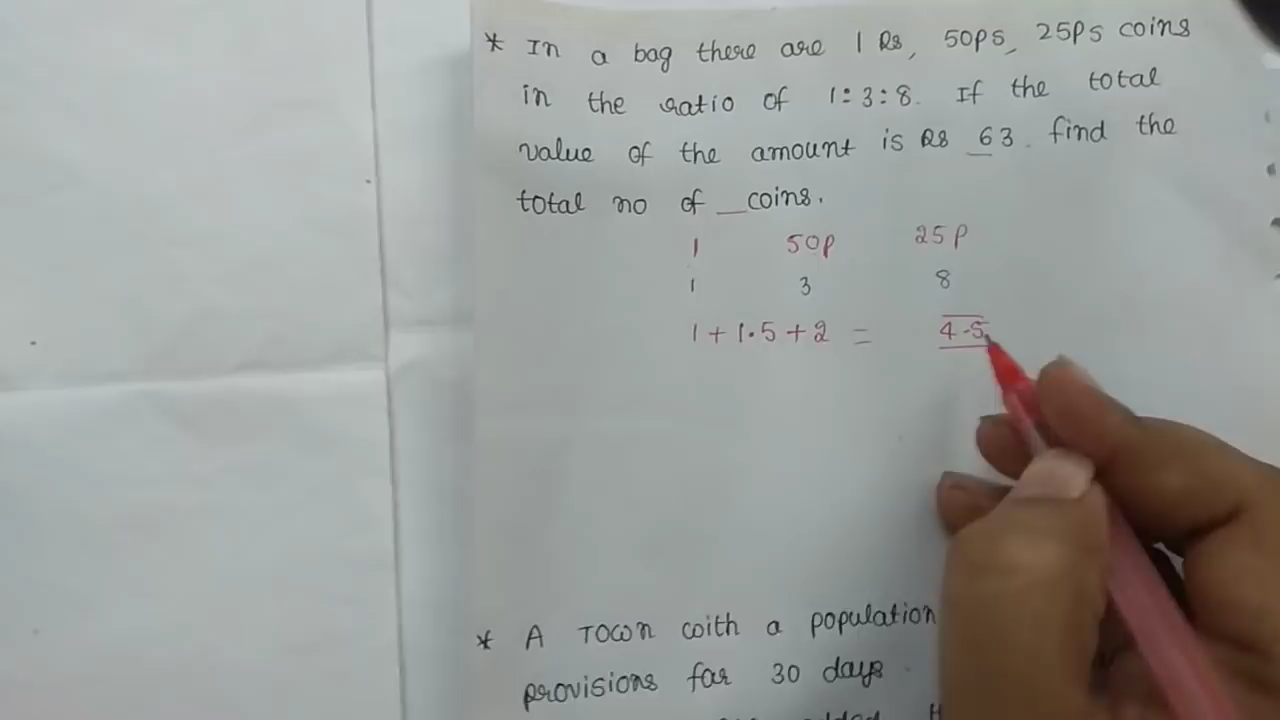 * In a bag there are 1 Rs, 50ps, 25ps coins
in the ratio of 1:3:8. If the total
value of the amount is Rs 63. find the
total no of _ coins.
1 50p 25p
1 3 8
1 + 1.5 + 2 = 4.5
* A Town with a population
provisions for 30 days.